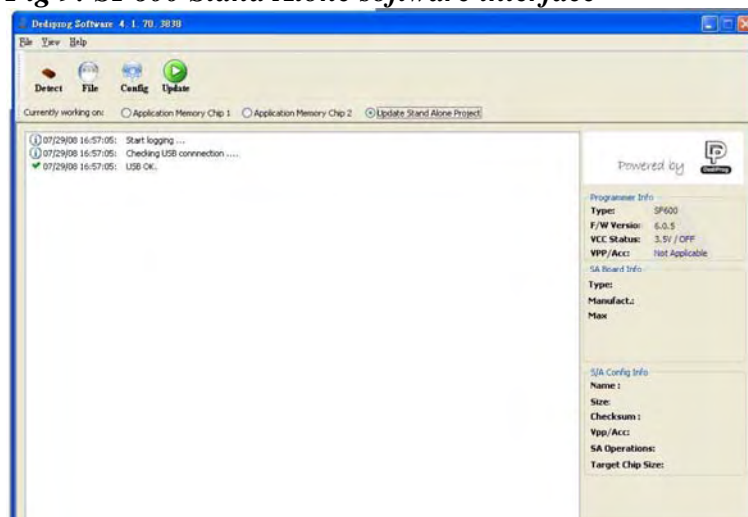 Fig 9: SF600 Stand Alone software interface
Dediprog Software 4. 1. 70. 3838
File View Help
Detect File Config Update
Currently working on: Application Memory Chip 1 Application Memory Chip 2 Update Stand Alone Project
07/29/08 16:57:05: Start logging ...
07/29/08 16:57:05: Checking USB connnection ....
07/29/08 16:57:05: USB OK.
Powered by DediProg
Programmer Info
Type: SF600
F/W Version 6.0.5
VCC Status: 3.5V / OFF
VPP/Acc: Not Applicable
SA Board Info
Type:
Manufact.:
Max
S/A Config Info
Name :
Size:
Checksum :
Vpp/Acc:
SA Operations:
Target Chip Size: